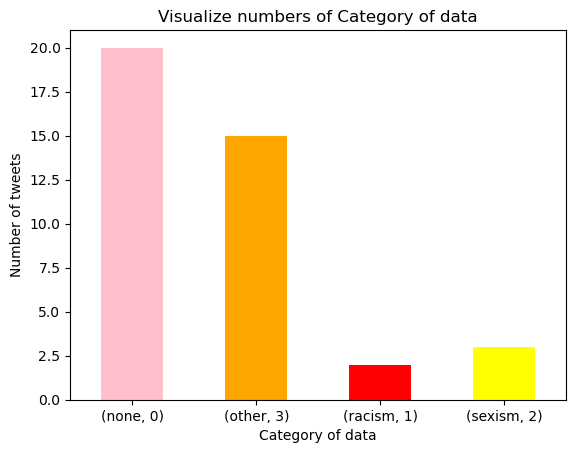 Visualize numbers of Category of data
Number of tweets
20.0
17.5
15.0
12.5
10.0
7.5
5.0
2.5
0.0
(none, 0) (other, 3) (racism, 1) (sexism, 2)
Category of data